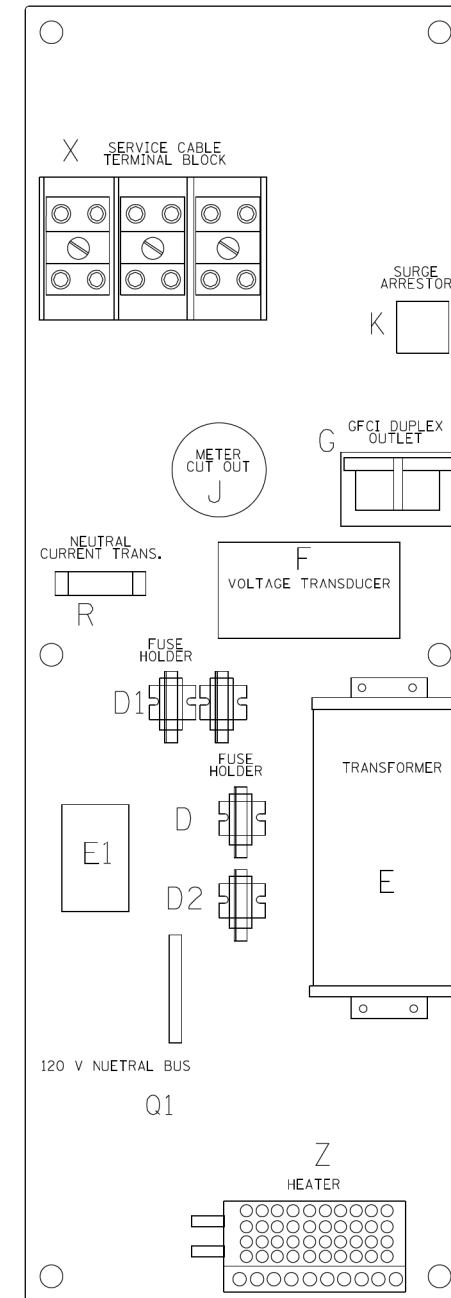 X
SERVICE CABLE
TERMINAL BLOCK
SURGE
ARRESTOR
K
GFCI DUPLEX
OUTLET
G
METER
CUT OUT
J
NEUTRAL
CURRENT TRANS.
R
F
VOLTAGE TRANSDUCER
FUSE
HOLDER
D1
FUSE
HOLDER
TRANSFORMER
D
E1
E
D2
120 V NUETRAL BUS
Q1
Z
HEATER